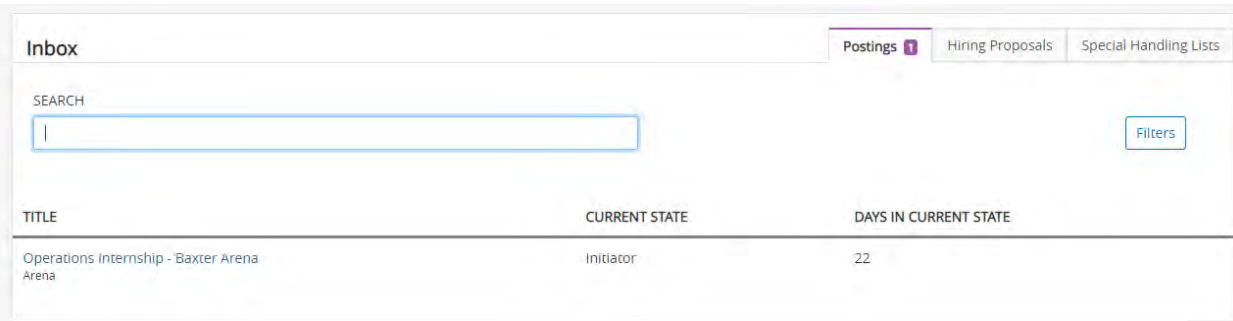 Inbox
Postings 1 Hiring Proposals Special Handling Lists
SEARCH
Filters
TITLE CURRENT STATE DAYS IN CURRENT STATE
Operations Internship - Baxter Arena Initiator 22
Arena